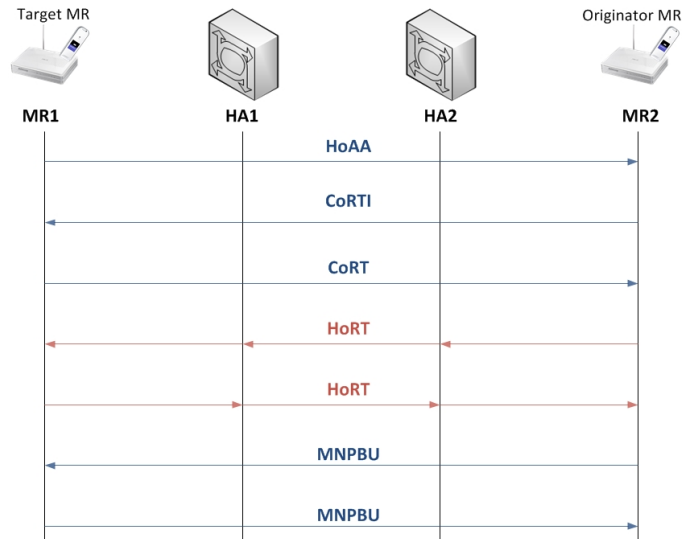 Target MR
Originator MR
MR1
HA1
HA2
MR2
HoAA
CoRTI
CoRT
HoRT
HoRT
MNPBU
MNPBU